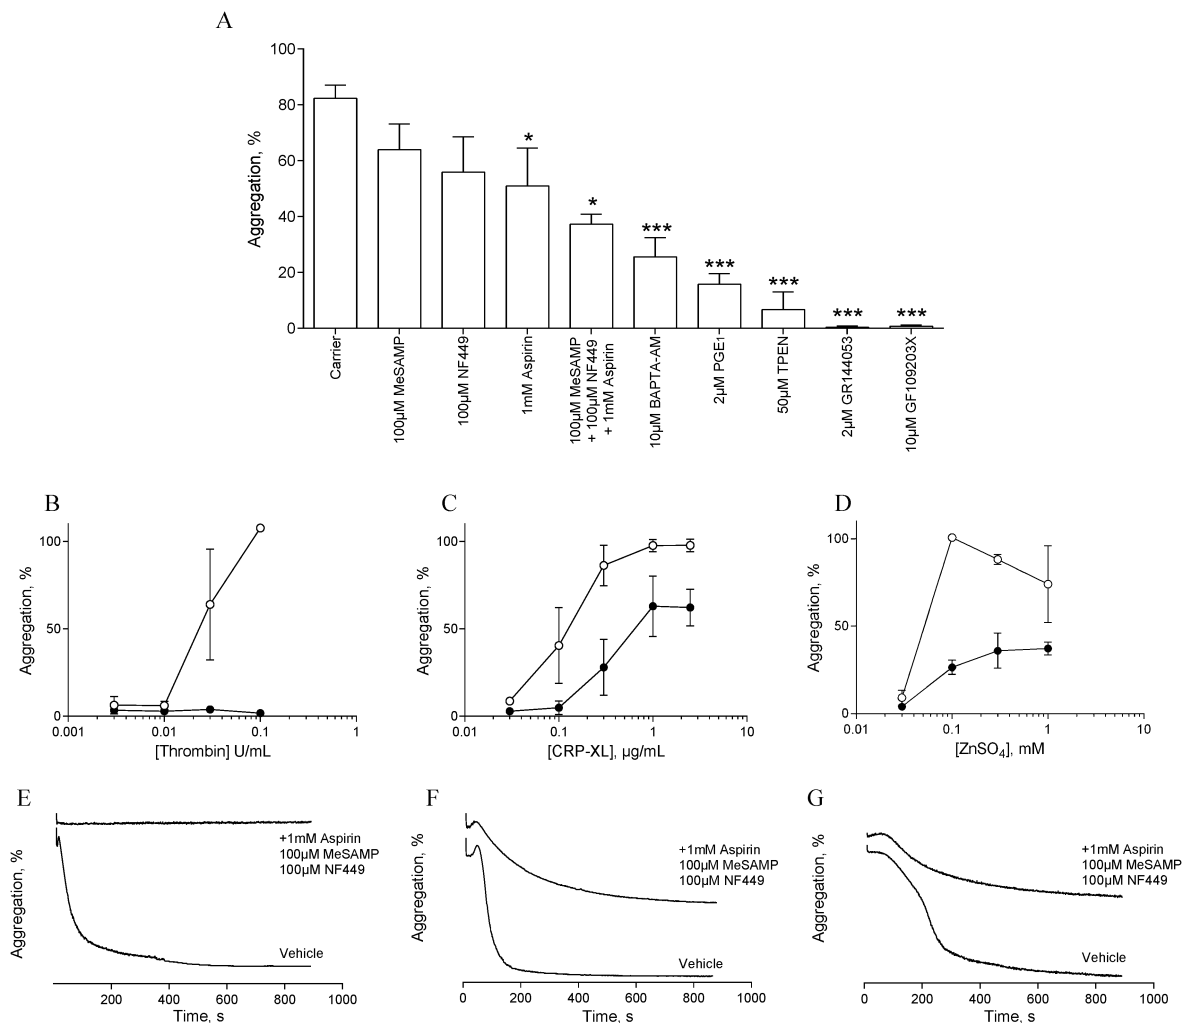 A
100
80
60
40
20
0
Aggregation, %
*
*
***
***
***
***
***
Carrier
100µM MeSAMP
100µM NF449
1mM Aspirin
100µM MeSAMP
+ 100µM NF449
+ 1mM Aspirin
10µM BAPTA-AM
2µM PGE1
50µM TPEN
2µM GR144053
10µM GF109203X
B
100
50
0
Aggregation, %
0.001 0.01 0.1 1
[Thrombin] U/mL
C
100
50
0
Aggregation, %
0.01 0.1 1 10
[CRP-XL], µg/mL
D
100
50
0
Aggregation, %
0.01 0.1 1 10
[ZnSO4], mM
E
Aggregation, %
+1mM Aspirin
100µM MeSAMP
100µM NF449
Vehicle
200 400 600 800 1000
Time, s
F
Aggregation, %
+1mM Aspirin
100µM MeSAMP
100µM NF449
Vehicle
0 200 400 600 800 1000
Time, s
G
Aggregation, %
+1mM Aspirin
100µM MeSAMP
100µM NF449
Vehicle
0 200 400 600 800 1000
Time, s